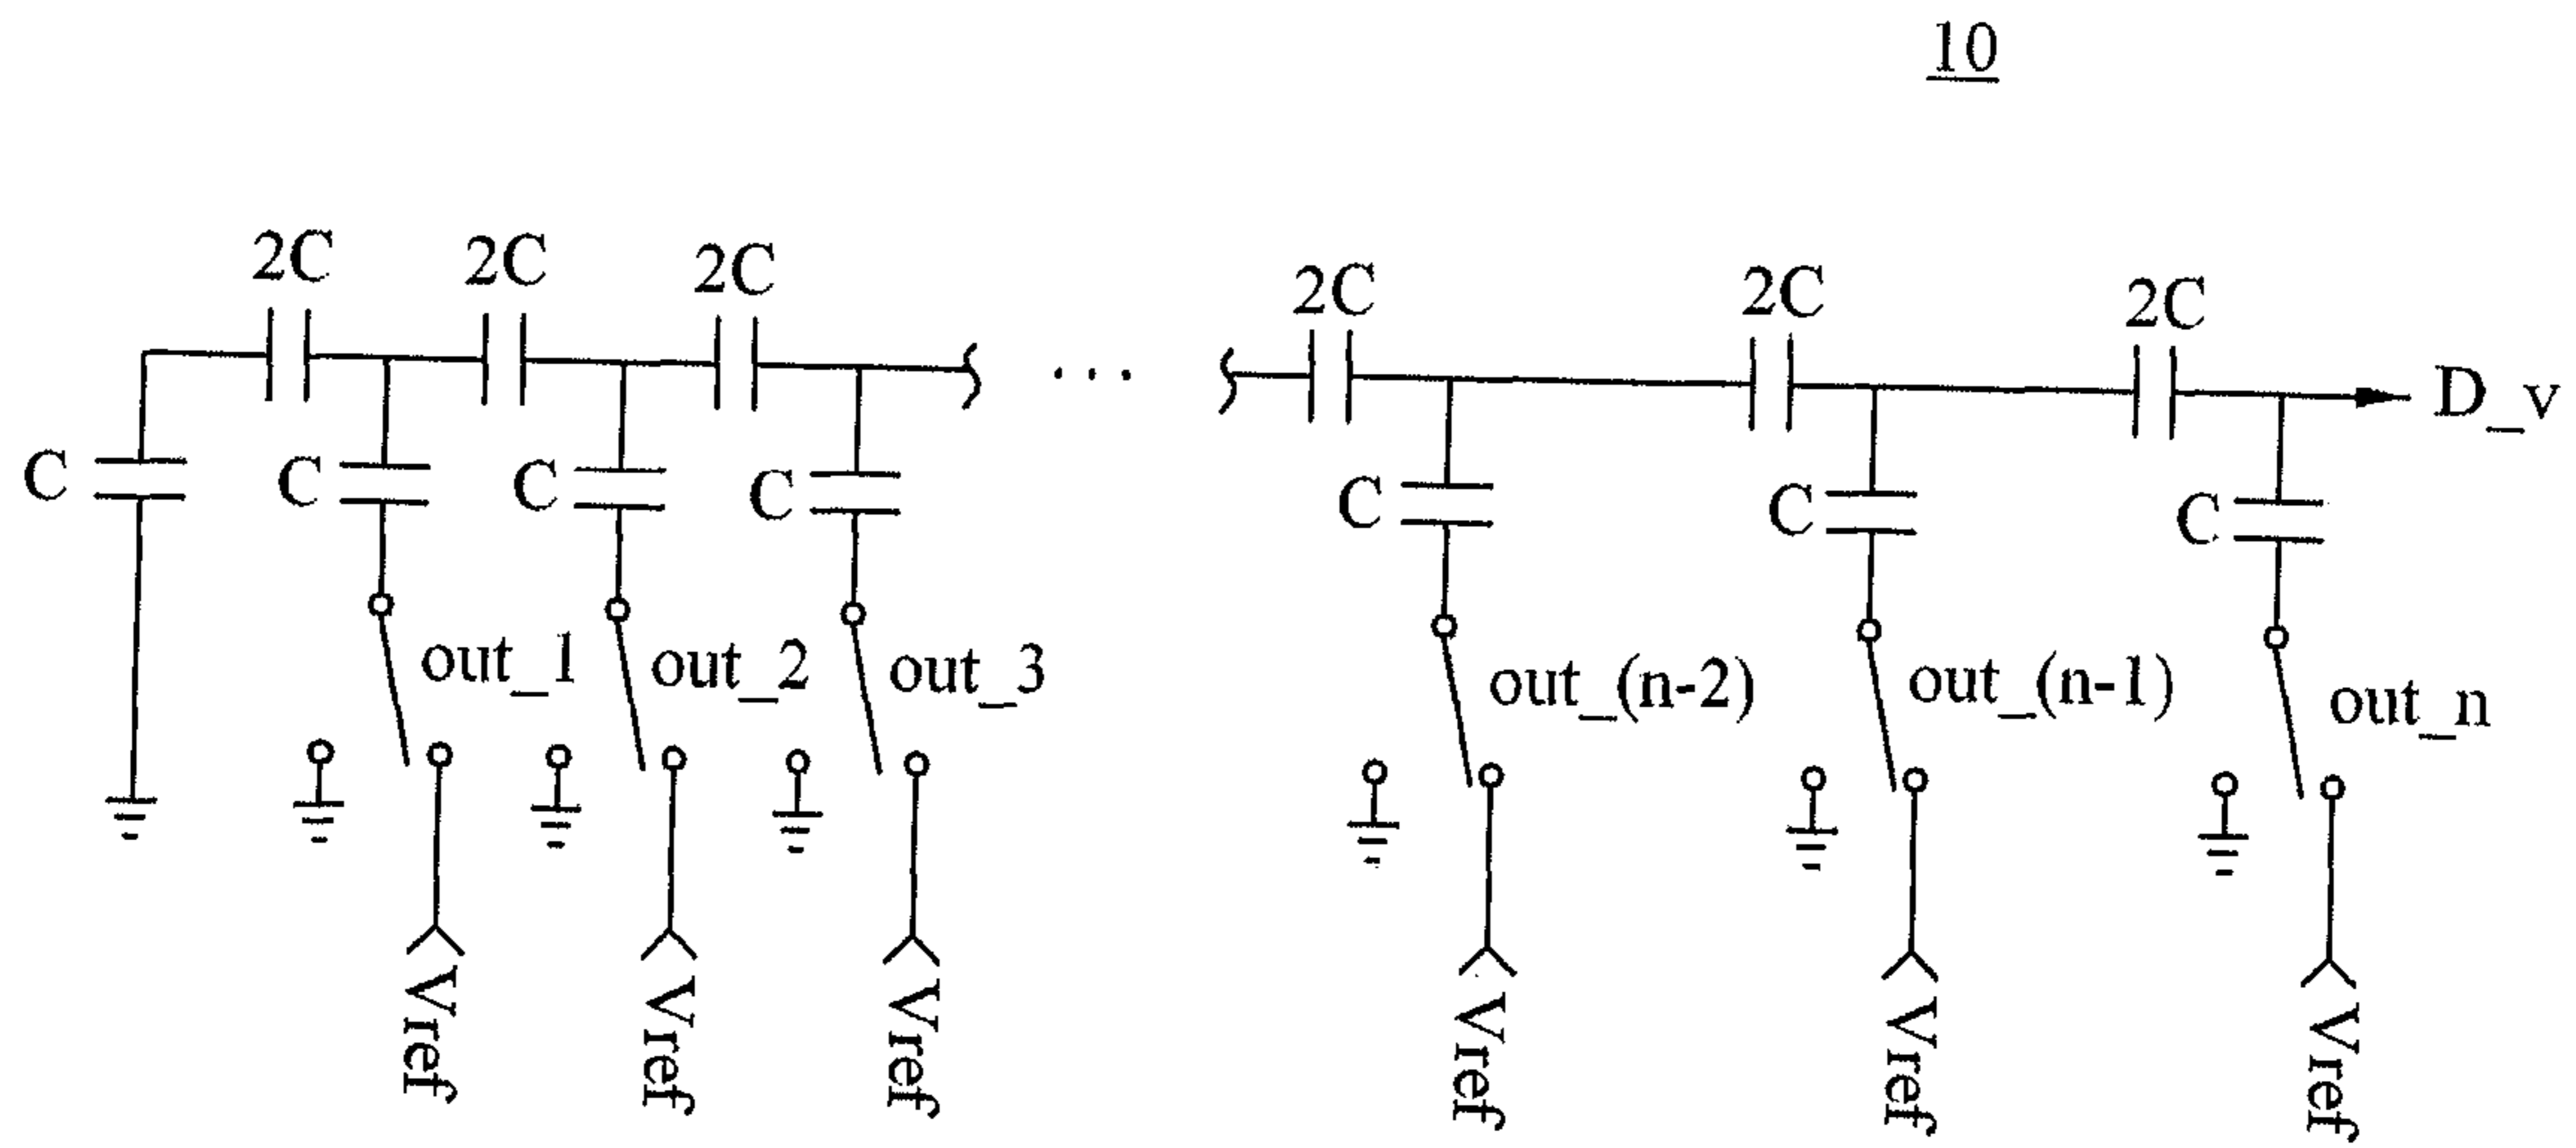 10
2C 2C 2C 2C 2C 2C
D_v
C C C C C C C
out_1 out_2 out_3 out_(n-2) out_(n-1) out_n
Vref Vref Vref Vref Vref Vref